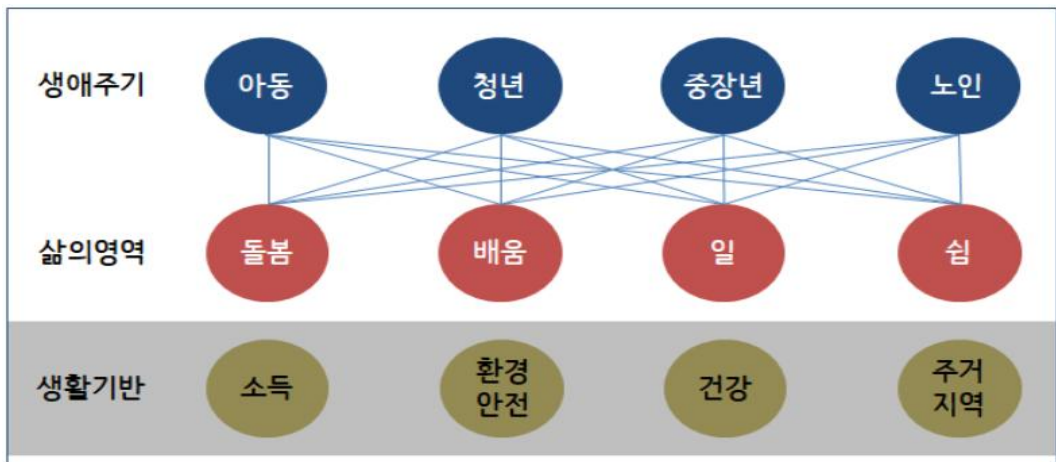 생애주기 아동 청년 중장년 노인
삶의영역 돌봄 배움 일 쉼
생활기반 소득 환경 건강 주거
안전 지역